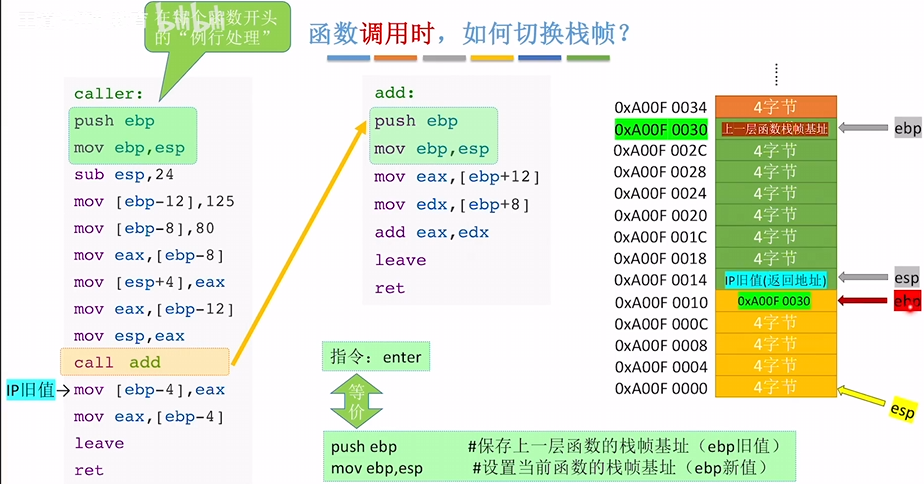 在每个函数开头
的“例行处理”
函数调用时，如何切换栈帧？
caller:
push ebp
mov ebp,esp
sub esp,24
mov [ebp-12],125
mov [ebp-8],80
mov eax,[ebp-8]
mov [esp+4],eax
mov eax,[ebp-12]
mov esp,eax
call add
IP旧值
mov [ebp-4],eax
mov eax,[ebp-4]
leave
ret
add:
push ebp
mov ebp,esp
mov eax,[ebp+12]
mov edx,[ebp+8]
add eax,edx
leave
ret
指令：enter
等
价
push ebp #保存上一层函数的栈帧基址（ebp旧值）
mov ebp,esp #设置当前函数的栈帧基址（ebp新值）
0xA00F 0034 4字节
0xA00F 0030 上一层函数栈帧基址 ebp
0xA00F 002C 4字节
0xA00F 0028 4字节
0xA00F 0024 4字节
0xA00F 0020 4字节
0xA00F 001C 4字节
0xA00F 0018 4字节
0xA00F 0014 IP旧值(返回地址) esp
0xA00F 0010 0xA00F 0030 ebp
0xA00F 000C 4字节
0xA00F 0008 4字节
0xA00F 0004 4字节
0xA00F 0000 4字节
esp